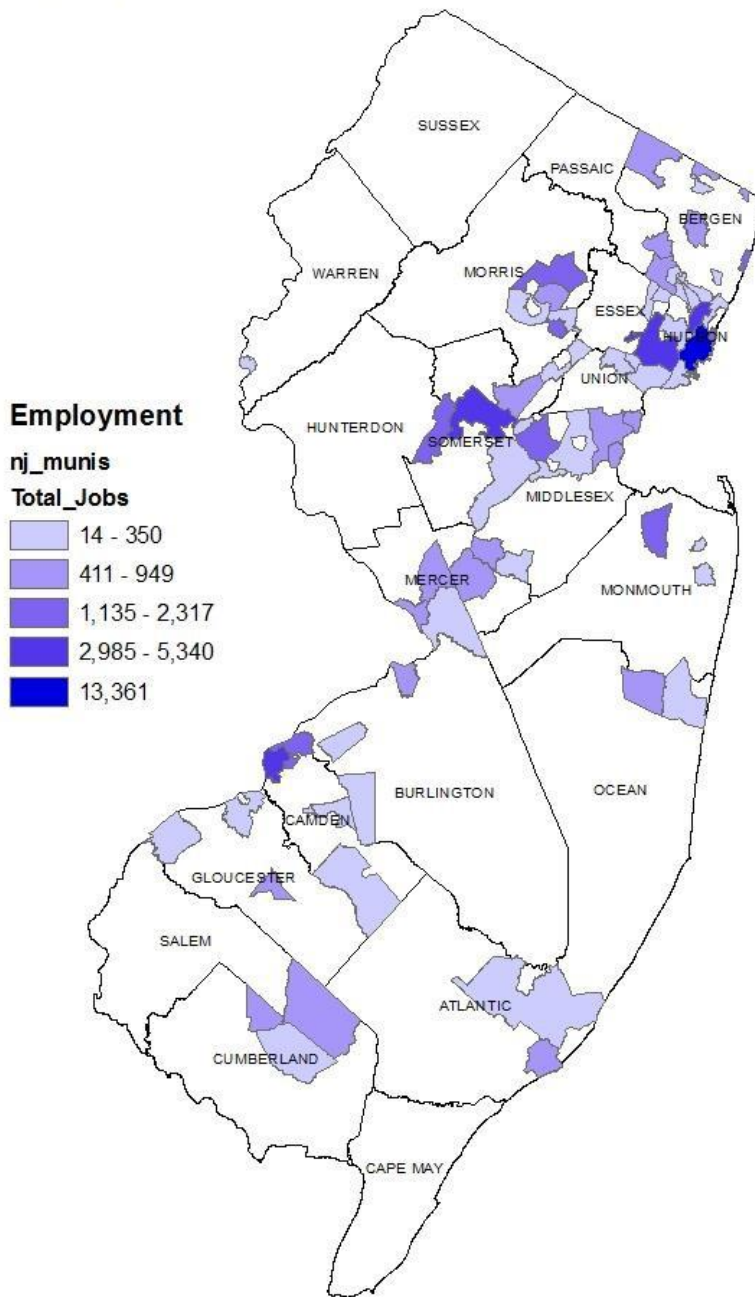 SUSSEX
PASSAIC
BERGEN
WARREN
MORRIS
ESSEX
HUDSON
UNION
Employment
nj_munis
Total_Jobs
14 - 350
411 - 949
1,135 - 2,317
2,985 - 5,340
13,361
HUNTERDON
SOMERSET
MIDDLESEX
MERCER
MONMOUTH
BURLINGTON
OCEAN
CAMDEN
GLOUCESTER
SALEM
ATLANTIC
CUMBERLAND
CAPE MAY